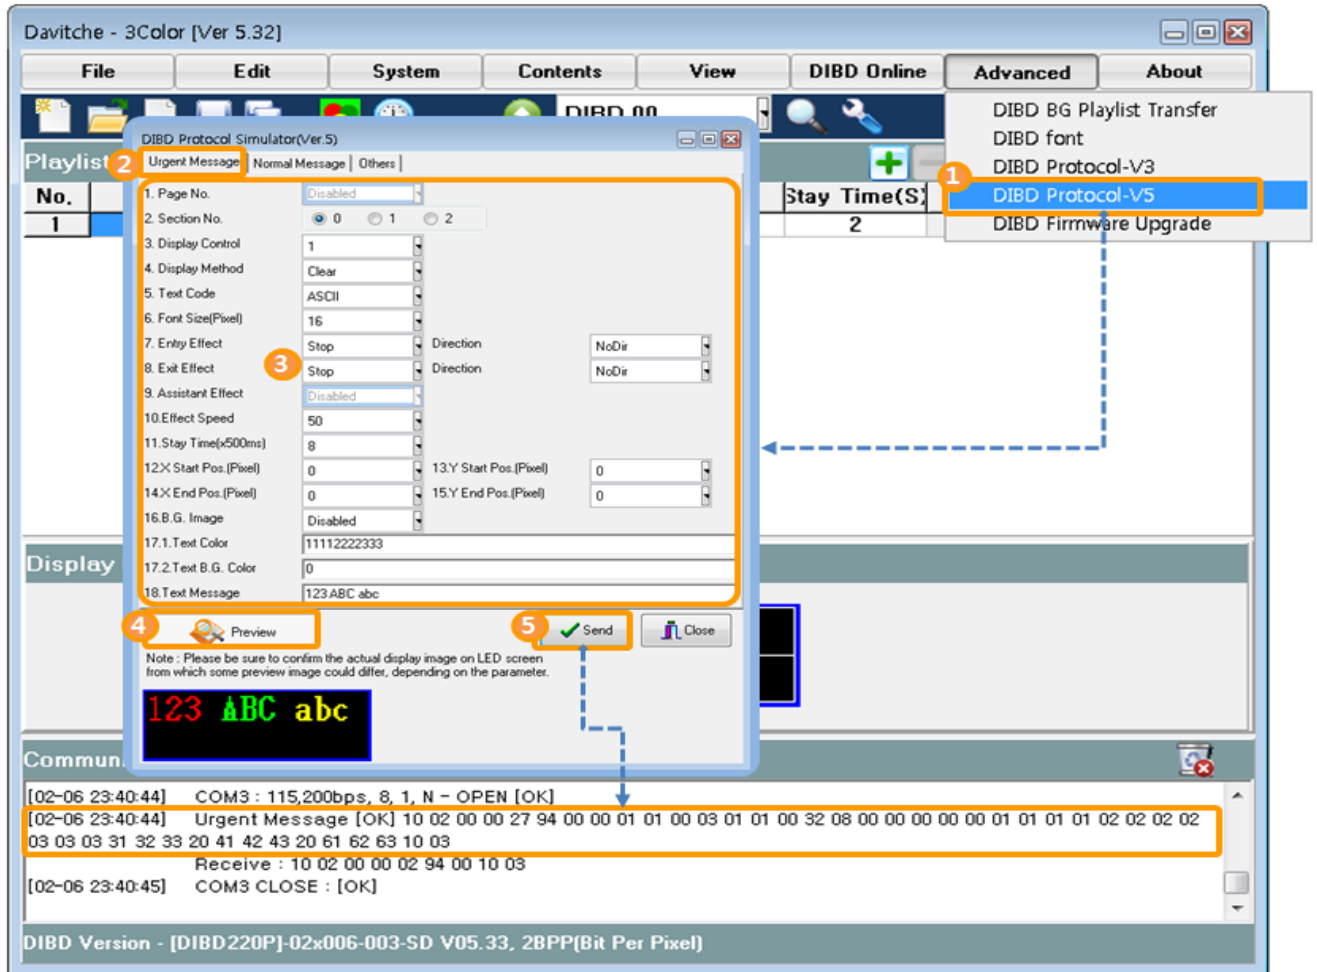 Davitche - 3Color [Ver 5.32]
File Edit System Contents View DIBD Online Advanced About
DIBD 00
DIBD BG Playlist Transfer
DIBD font
DIBD Protocol-V3
1 DIBD Protocol-V5
DIBD Firmware Upgrade
Playlist
No. Stay Time(S)
1 2
DIBD Protocol Simulator(Ver.5)
2 Urgent Message Normal Message Others
1. Page No. Disabled
2. Section No. 0 1 2
3. Display Control 1
4. Display Method Clear
5. Text Code ASCII
6. Font Size(Pixel) 16
7. Entry Effect Stop Direction NoDir
8. Exit Effect 3 Stop Direction NoDir
9. Assistant Effect Disabled
10.Effect Speed 50
11.Stay Time(x500ms) 8
12.X Start Pos.(Pixel) 0 13.Y Start Pos.(Pixel) 0
14.X End Pos.(Pixel) 0 15.Y End Pos.(Pixel) 0
16.B.G. Image Disabled
17.1.Text Color 11112222333
17.2.Text B.G. Color 0
18.Text Message 123 ABC abc
4 Preview 5 Send Close
Note : Please be sure to confirm the actual display image on LED screen
from which some preview image could differ, depending on the parameter.
123 ABC abc
Display
Commun
[02-06 23:40:44] COM3 : 115,200bps, 8, 1, N - OPEN [OK]
[02-06 23:40:44] Urgent Message [OK] 10 02 00 00 27 94 00 00 01 01 00 03 01 01 00 32 08 00 00 00 00 00 00 01 01 01 01 02 02 02 02
03 03 03 31 32 33 20 41 42 43 20 61 62 63 10 03
Receive : 10 02 00 00 02 94 00 10 03
[02-06 23:40:45] COM3 CLOSE : [OK]
DIBD Version - [DIBD220P]-02x006-003-SD V05.33, 2BPP(Bit Per Pixel)